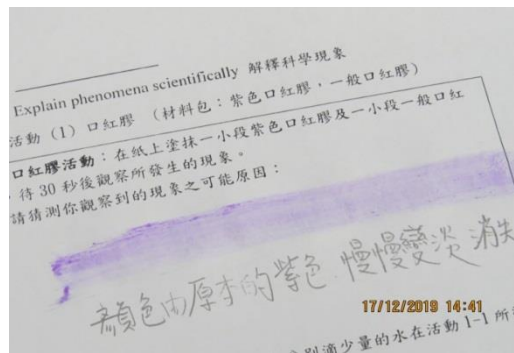 Explain phenomena scientifically 解釋科學現象
活動 (1) 口紅膠 (材料包：紫色口紅膠，一般口紅膠)
口紅膠活動：在紙上塗抹一小段紫色口紅膠及一小段一般口紅
，待 30 秒後觀察所發生的現象。
請猜測你觀察到的現象之可能原因：
顏色由原本的紫色 慢慢變淡 消失
17/12/2019 14:41
別滴少量的水在活動 1-1 所